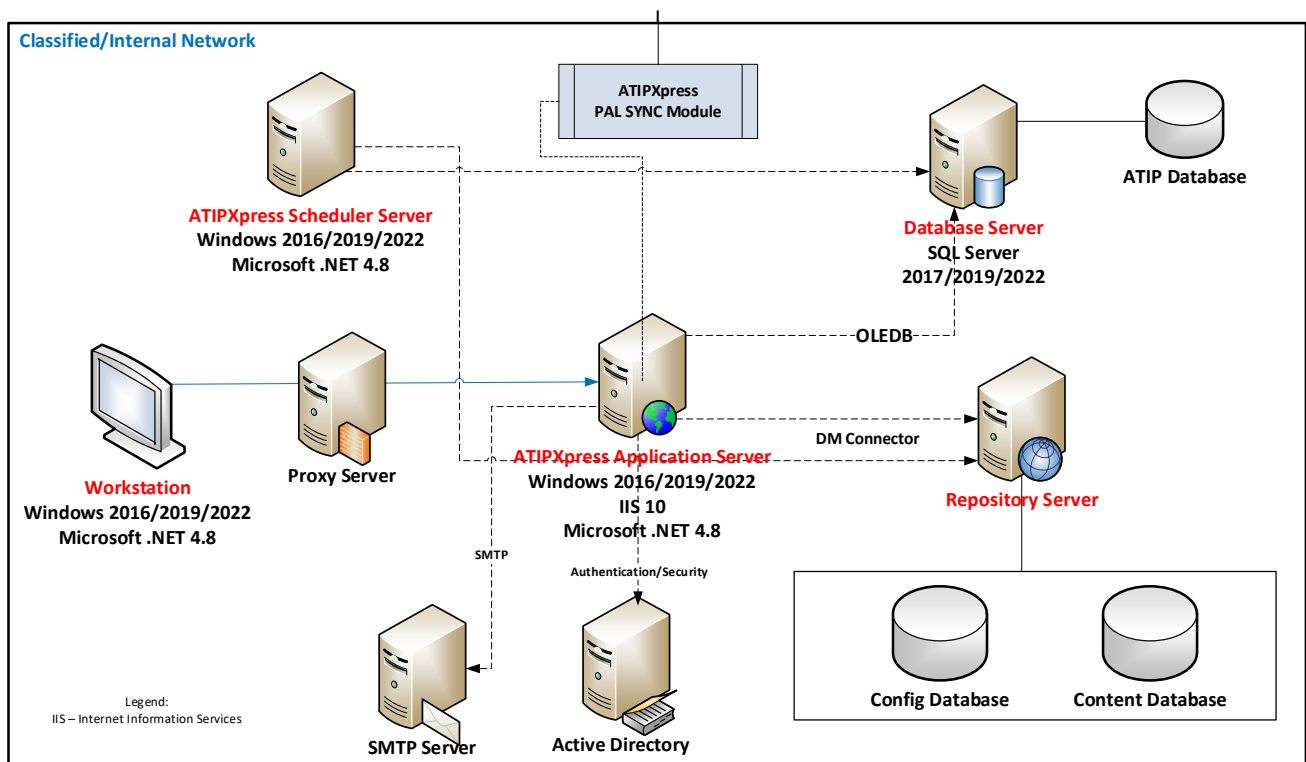 Classified/Internal Network
ATIPXpress
PAL SYNC Module
ATIPXpress Scheduler Server
Windows 2016/2019/2022
Microsoft .NET 4.8
ATIP Database
Database Server
SQL Server
2017/2019/2022
OLEDB
DM Connector
Workstation
Windows 2016/2019/2022
Microsoft .NET 4.8
Proxy Server
ATIPXpress Application Server
Windows 2016/2019/2022
IIS 10
Microsoft .NET 4.8
Repository Server
SMTP
Authentication/Security
Config Database
Content Database
Legend:
IIS – Internet Information Services
SMTP Server
Active Directory